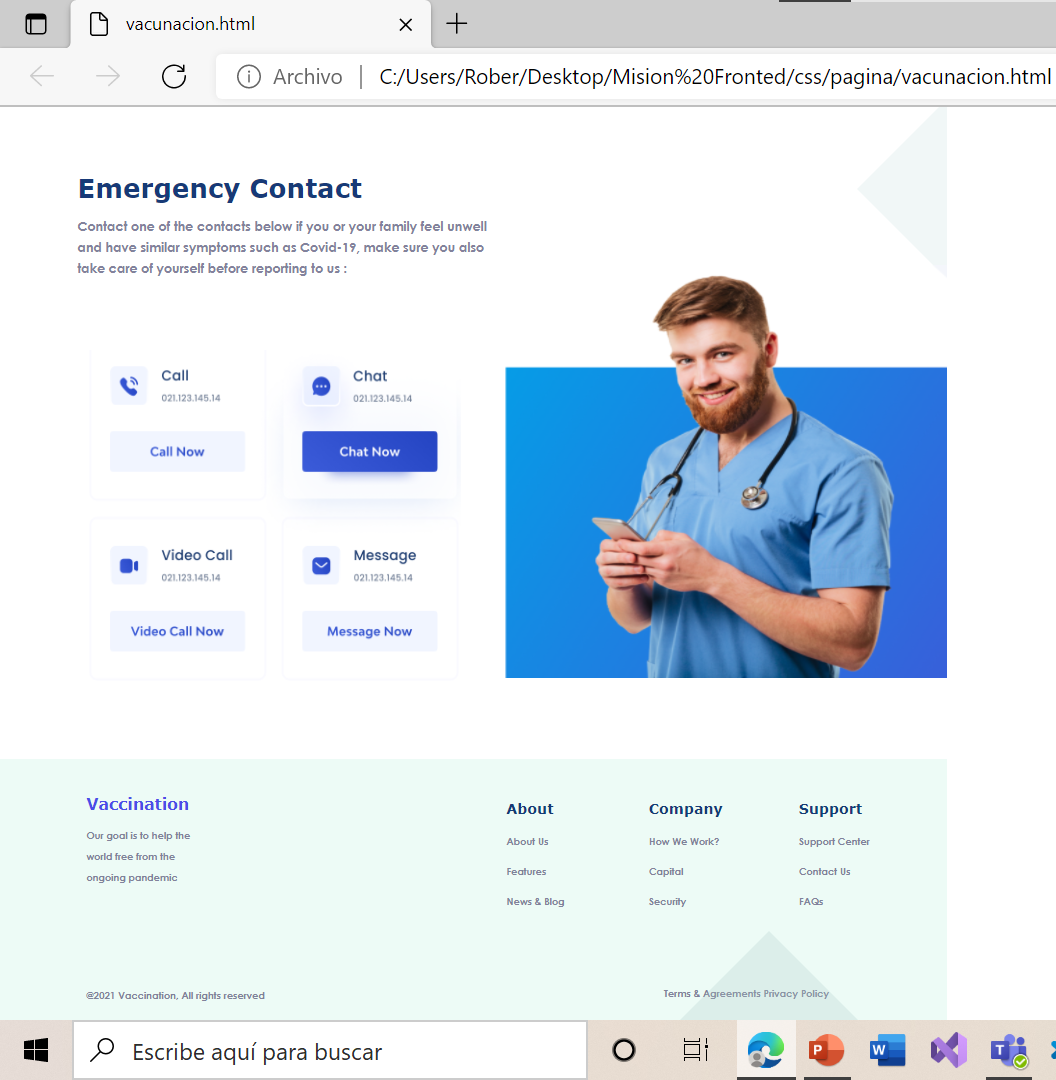 vacunacion.html
Archivo
C:/Users/Rober/Desktop/Mision%20Fronted/css/pagina/vacunacion.html
Emergency Contact
Contact one of the contacts below if you or your family feel unwell
and have similar symptoms such as Covid-19, make sure you also
take care of yourself before reporting to us :
Call
021.123.145.14
Call Now
Chat
021.123.145.14
Chat Now
Video Call
021.123.145.14
Video Call Now
Message
021.123.145.14
Message Now
Vaccination
Our goal is to help the
world free from the
ongoing pandemic
About
About Us
Features
News & Blog
Company
How We Work?
Capital
Security
Support
Support Center
Contact Us
FAQs
©2021 Vaccination, All rights reserved
Terms & Agreements Privacy Policy
Escribe aquí para buscar
P
W
T